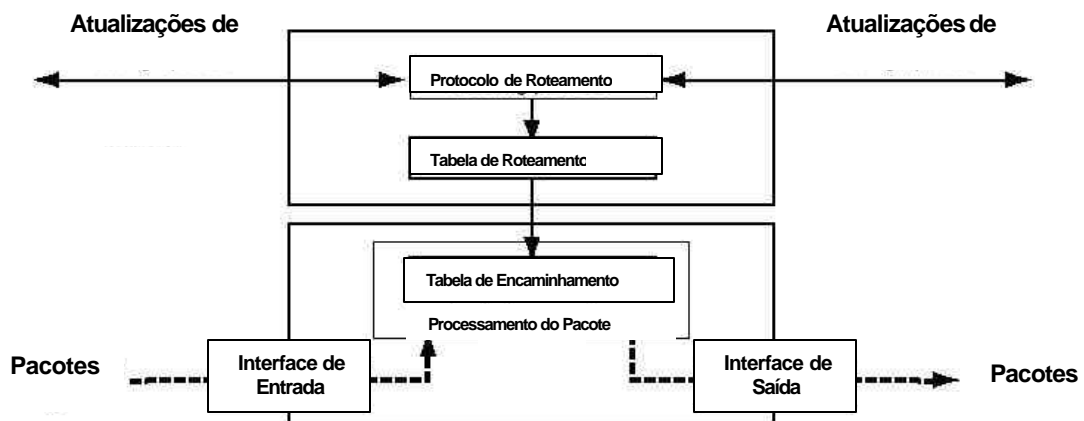 Atualizações de
Atualizações de
Protocolo de Roteamento
Tabela de Roteamento
Tabela de Encaminhamento
Processamento do Pacote
Pacotes
Interface de
Entrada
Interface de
Saída
Pacotes